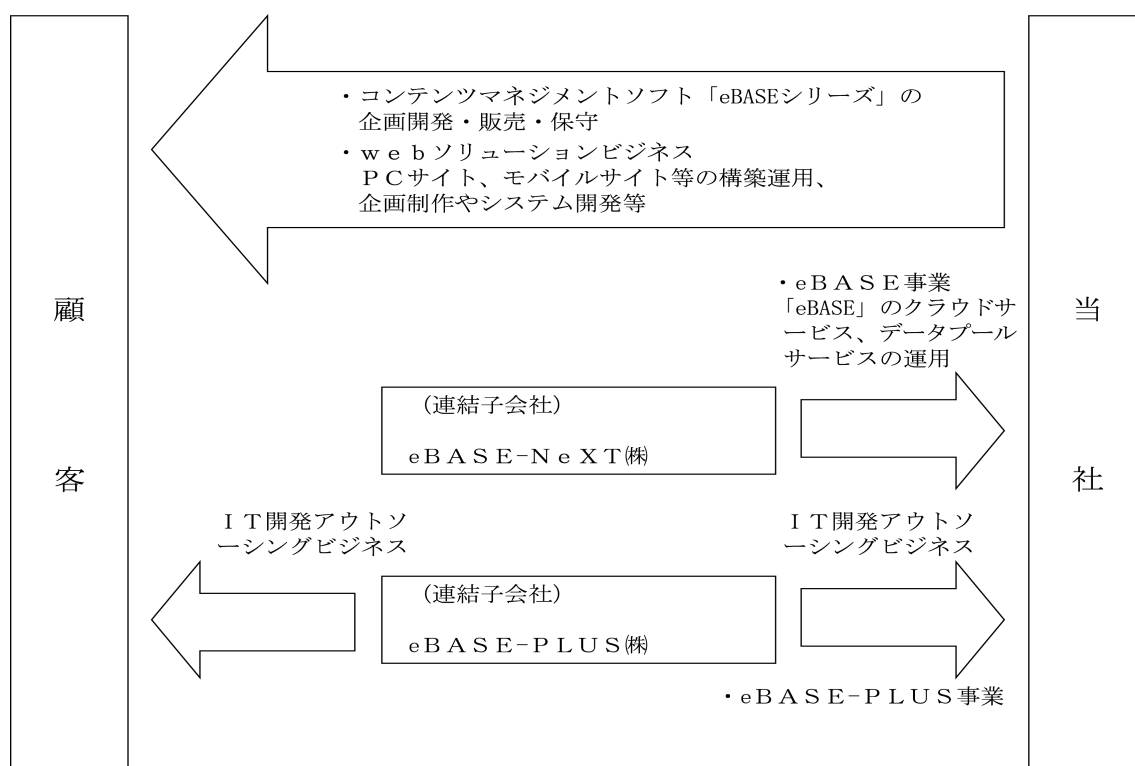 ・コンテンツマネジメントソフト「eBASEシリーズ」の
企画開発・販売・保守
・ｗｅｂソリューションビジネス
ＰＣサイト、モバイルサイト等の構築運用、
企画制作やシステム開発等
顧
客
当
社
・eＢＡＳＥ事業
「eBASE」のクラウドサ
ービス、データプール
サービスの運用
（連結子会社）
eＢＡＳＥ−ＮｅＸＴ㈱
ＩＴ開発アウトソ
ーシングビジネス
ＩＴ開発アウトソ
ーシングビジネス
（連結子会社）
eＢＡＳＥ−ＰＬＵＳ㈱
・eＢＡＳＥ−ＰＬＵＳ事業